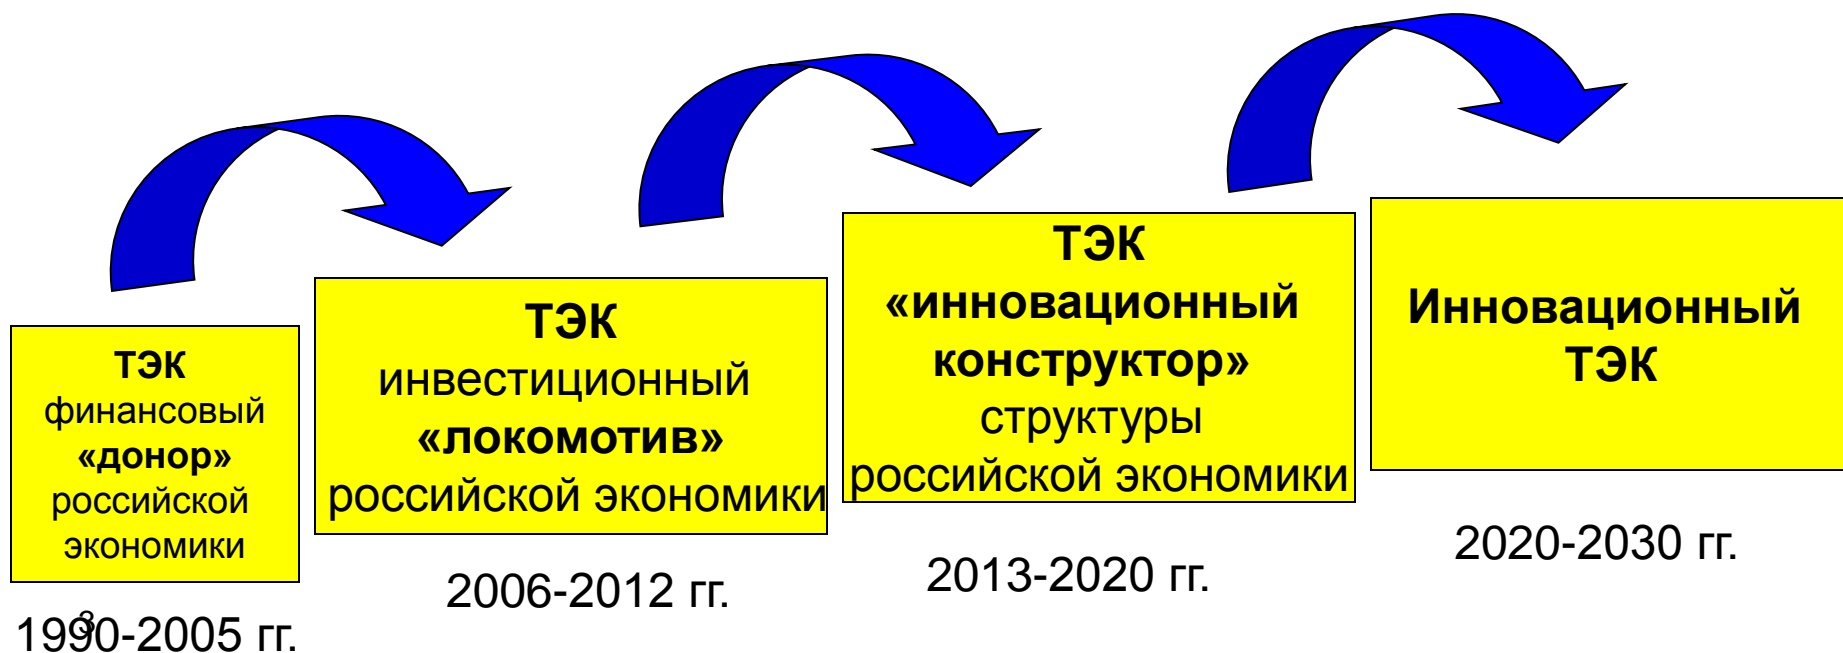 ТЭК
финансовый
«донор»
российской
экономики
1990-2005 гг.
3
ТЭК
инвестиционный
«локомотив»
российской экономики
2006-2012 гг.
ТЭК
«инновационный
конструктор»
структуры
российской экономики
2013-2020 гг.
Инновационный
ТЭК
2020-2030 гг.